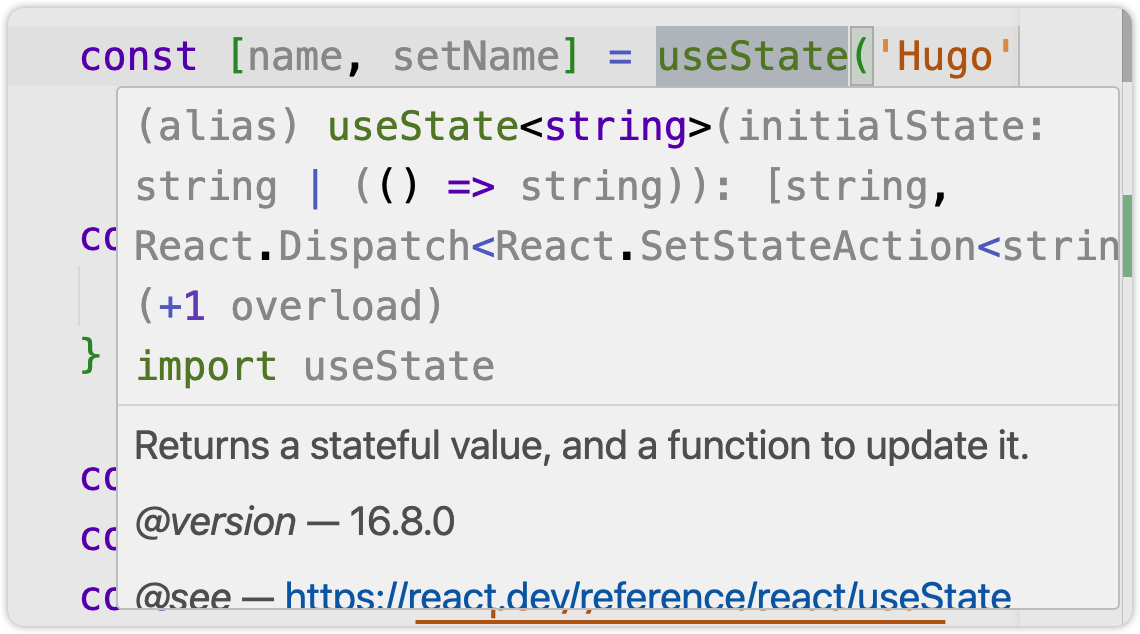 const [name, setName] = useState('Hugo'
(alias) useState<string>(initialState:
string | (() => string)): [string,
React.Dispatch<React.SetStateAction<strin
(+1 overload)
co
import useState
}
Returns a stateful value, and a function to update it.
co
@version — 16.8.0
co
@see — https://react.dev/reference/react/useState
co